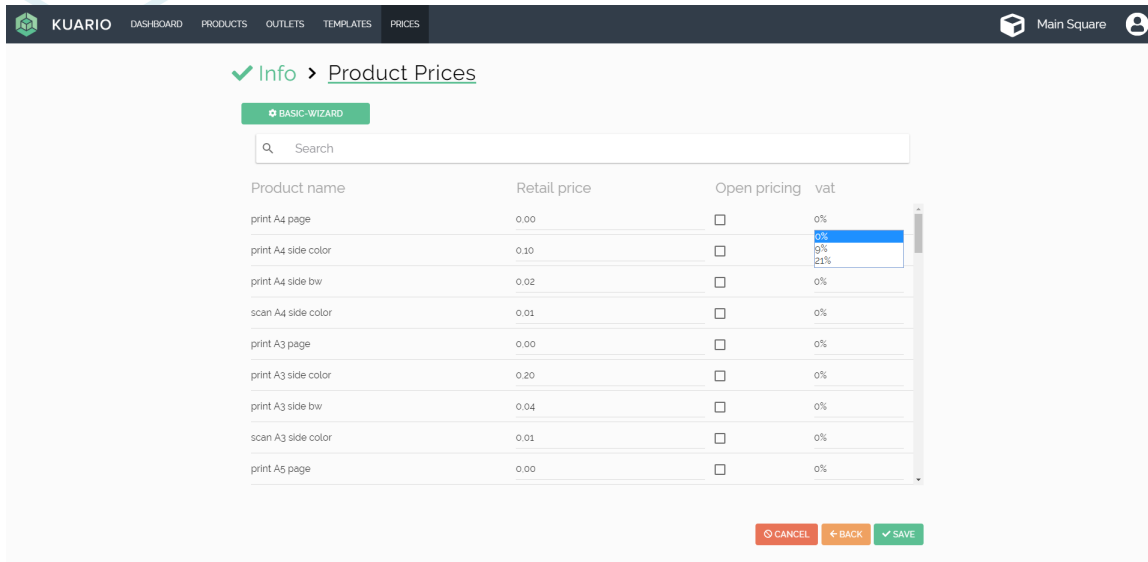 KUARIO DASHBOARD PRODUCTS OUTLETS TEMPLATES PRICES Main Square
Info > Product Prices
BASIC-WIZARD
Search
Product name Retail price Open pricing vat
print A4 page 0,00 0%
0%
print A4 side color 0,10 9%
21%
print A4 side bw 0,02 0%
scan A4 side color 0,01 0%
print A3 page 0,00 0%
print A3 side color 0,20 0%
print A3 side bw 0,04 0%
scan A3 side color 0,01 0%
print A5 page 0,00 0%
CANCEL BACK SAVE